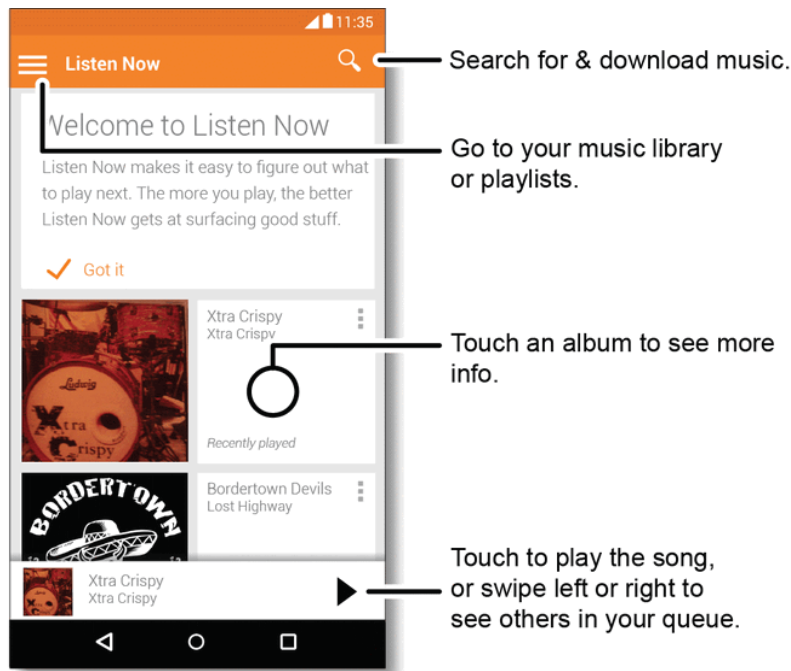 11:35
Listen Now
Search for & download music.
Welcome to Listen Now
Go to your music library
or playlists.
Listen Now makes it easy to figure out what
to play next. The more you play, the better
Listen Now gets at surfacing good stuff.
Got it
Xtra Crispy
Xtra Crispy
Touch an album to see more
info.
Ludwig
Xtra
Crispy
Recently played
BORDERTOWN
Bordertown Devils
Lost Highway
Touch to play the song,
or swipe left or right to
see others in your queue.
Xtra Crispy
Xtra Crispy